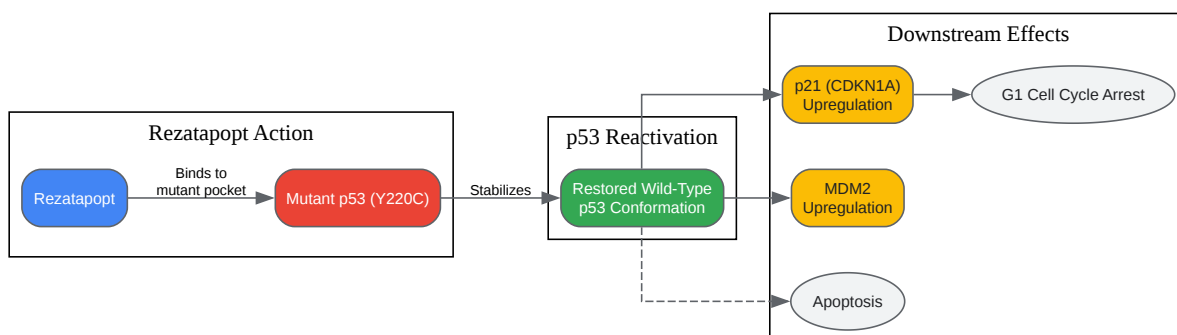 Rezatapopt Action
Rezatapopt
Binds to
mutant pocket
Mutant p53 (Y220C)
Stabilizes
p53 Reactivation
Restored Wild-Type
p53 Conformation
Downstream Effects
p21 (CDKN1A)
Upregulation
G1 Cell Cycle Arrest
MDM2
Upregulation
Apoptosis